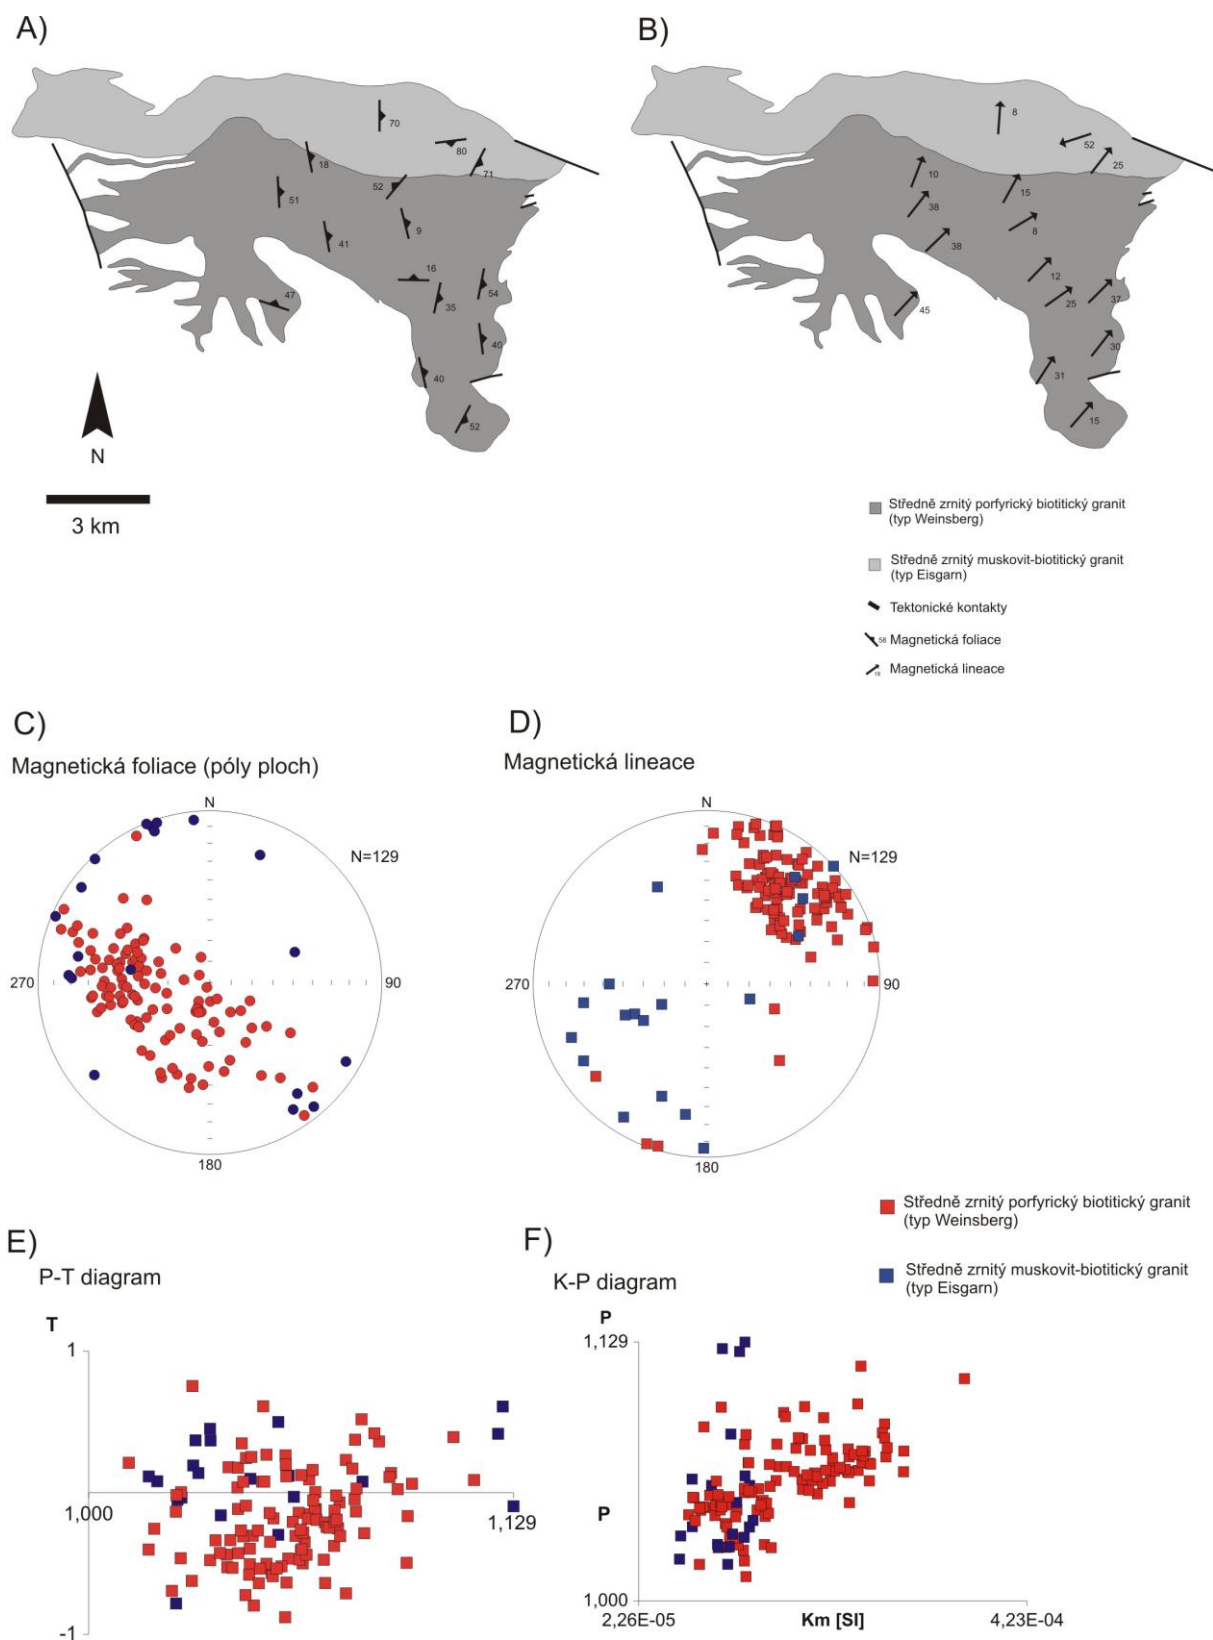 A)
B)
70
80
71
18
52
51
9
41
16
47
35
54
40
40
52
8
52
25
10
15
38
8
38
12
25
37
45
30
31
15
N
3 km
Středně zrnitý porfyrický biotitický granit
(typ Weinsberg)
Středně zrnitý muskovit-biotitický granit
(typ Eisgarn)
Tektonické kontakty
58 Magnetická foliace
18 Magnetická lineace
C)
D)
Magnetická foliace (póly ploch)
Magnetická lineace
N
N=129
270
90
180
N
N=129
270
90
180
Středně zrnitý porfyrický biotitický granit
(typ Weinsberg)
Středně zrnitý muskovit-biotitický granit
(typ Eisgarn)
E)
P-T diagram
T
1
1,000
1,129
-1
F)
K-P diagram
P
1,129
P
1,000
2,26E-05
Km [SI]
4,23E-04